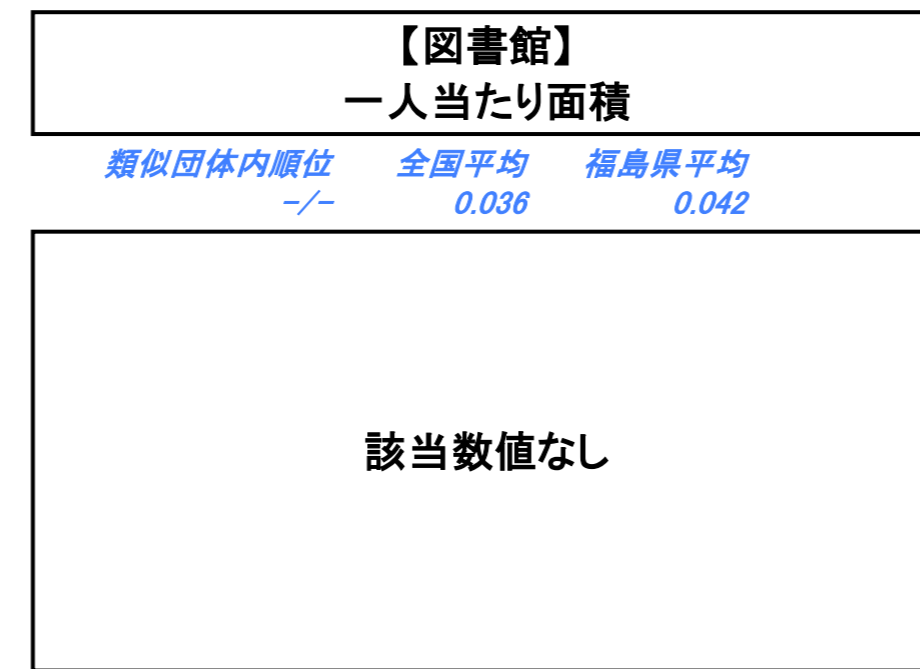 【図書館】
一人当たり面積
類似団体内順位 全国平均 福島県平均
-/- 0.036 0.042
該当数値なし